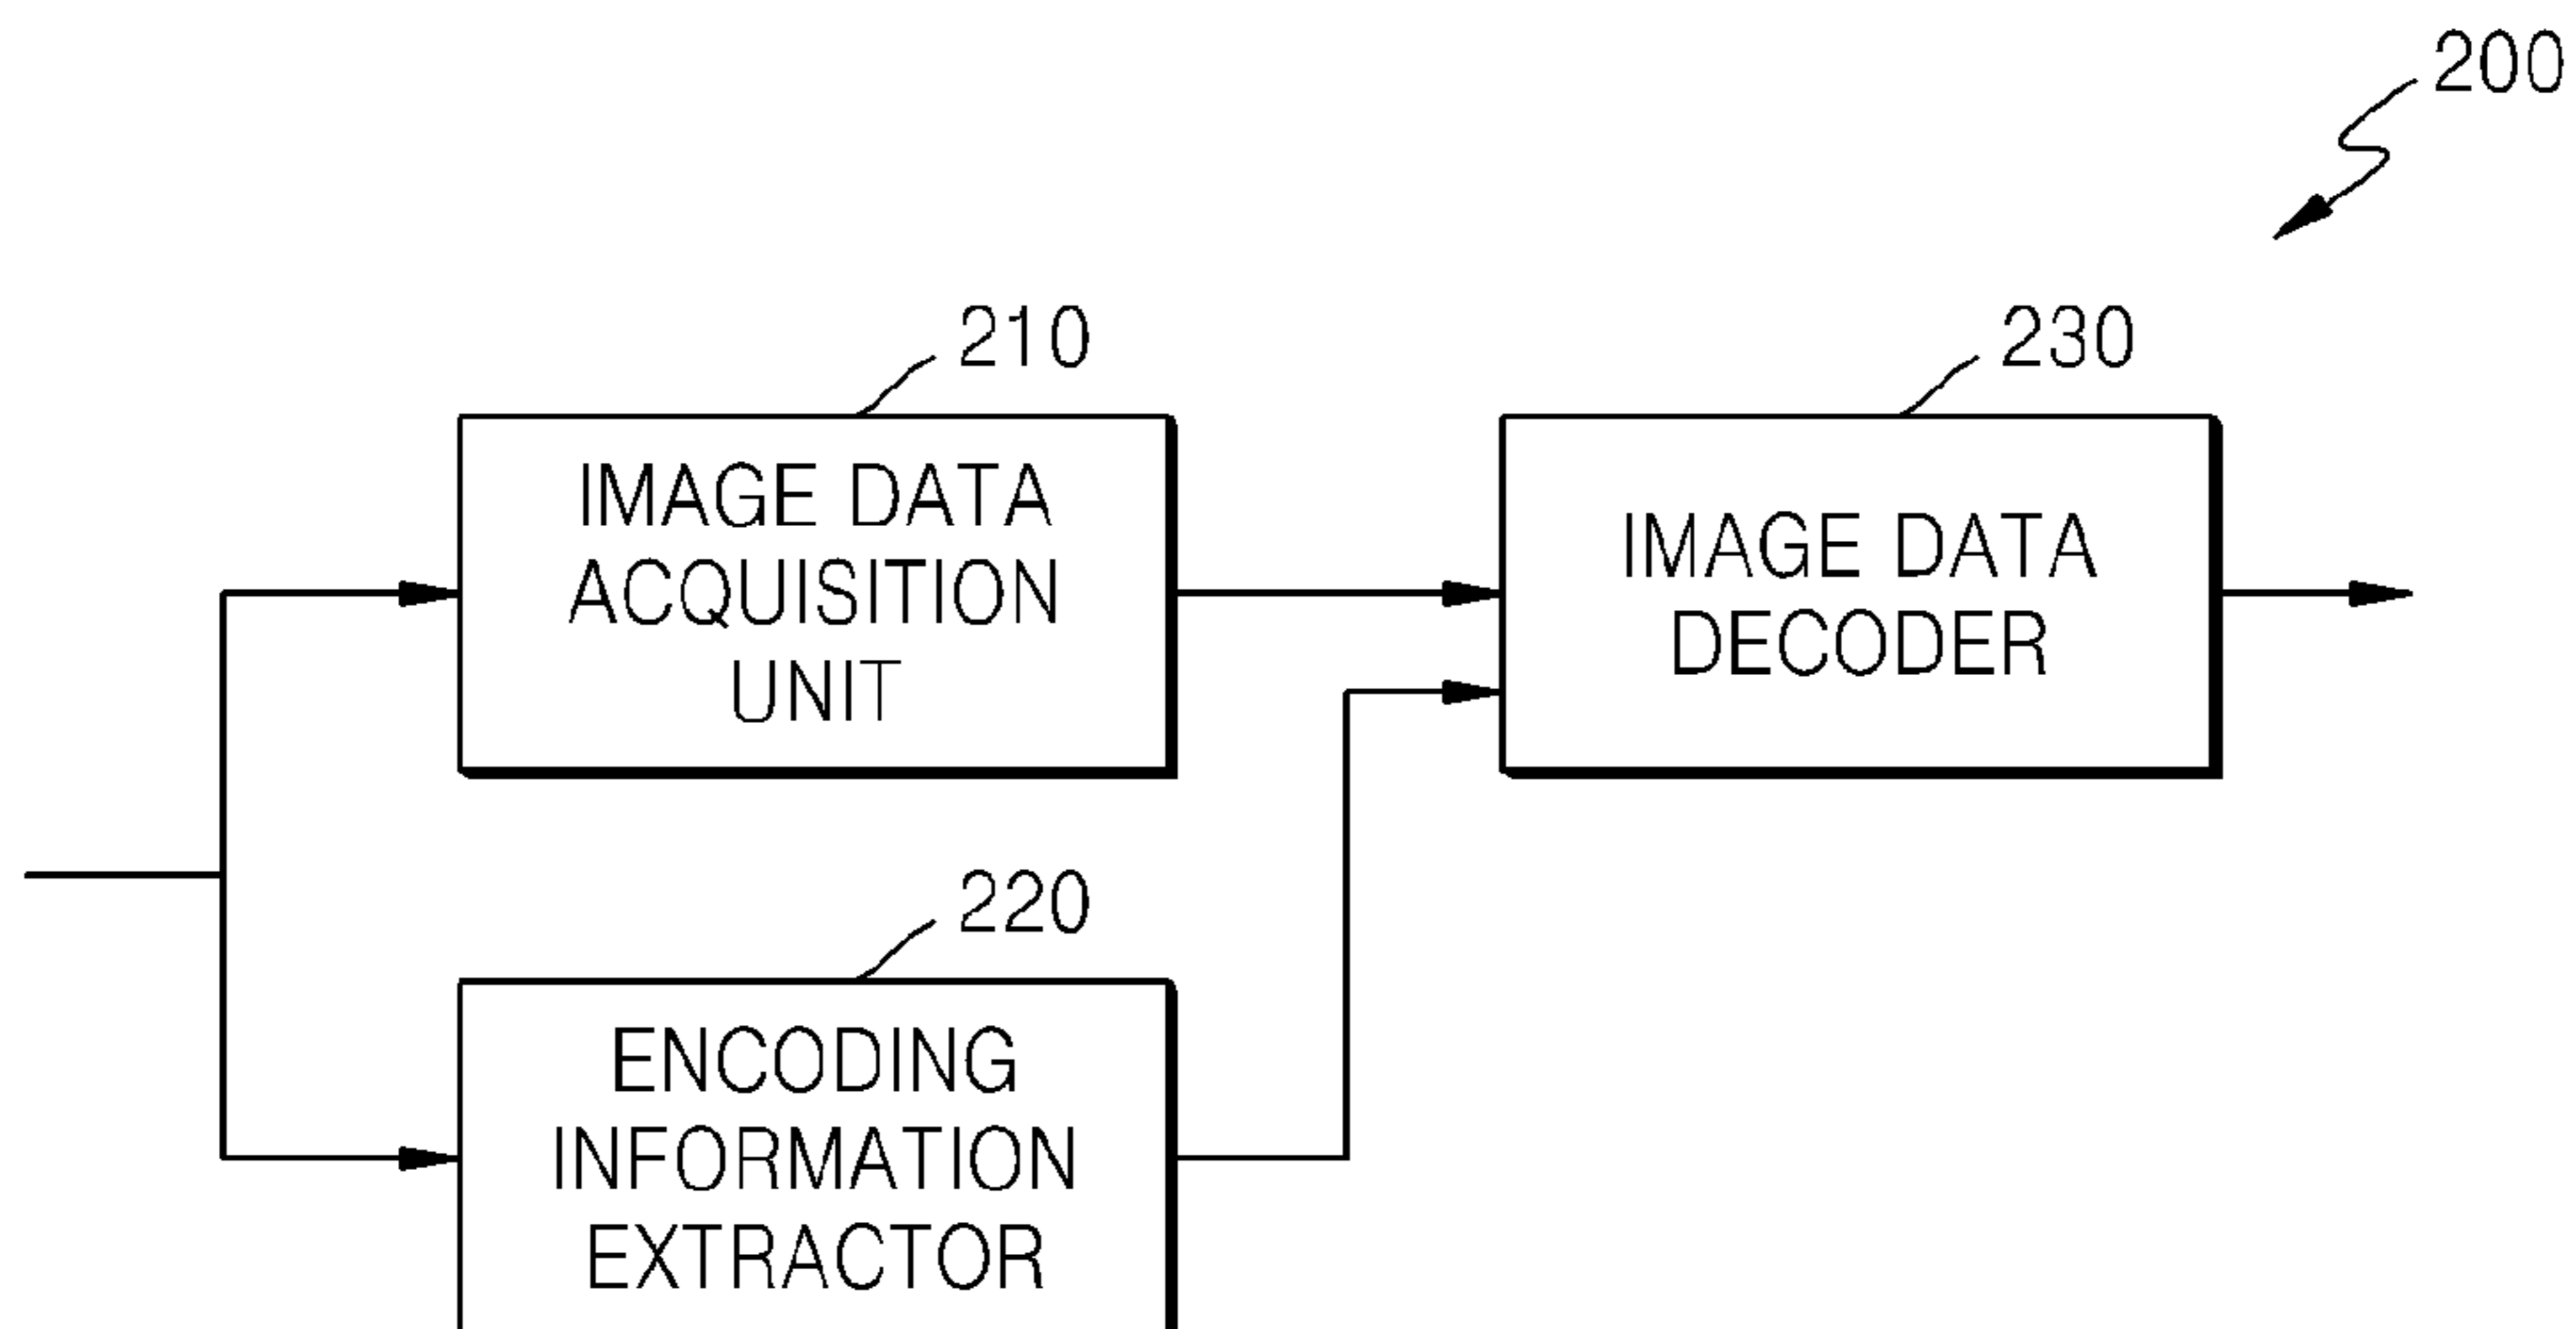 200
210
IMAGE DATA
ACQUISITION
UNIT
230
IMAGE DATA
DECODER
220
ENCODING
INFORMATION
EXTRACTOR